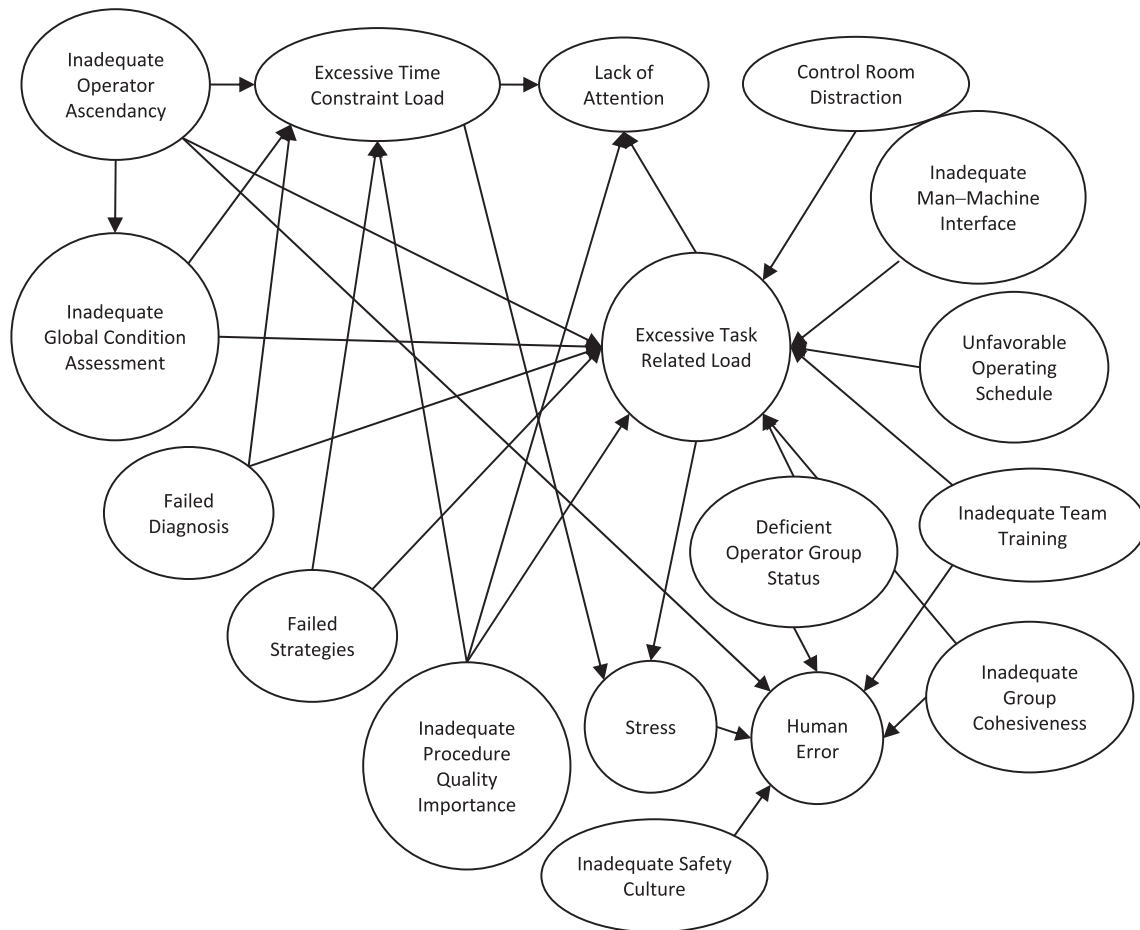 Inadequate
Operator
Ascendancy
Excessive Time
Constraint Load
Lack of
Attention
Control Room
Distraction
Inadequate
Man–Machine
Interface
Inadequate
Global Condition
Assessment
Excessive Task
Related Load
Unfavorable
Operating
Schedule
Failed
Diagnosis
Deficient
Operator Group
Status
Inadequate Team
Training
Failed
Strategies
Inadequate
Procedure
Quality
Importance
Stress
Human
Error
Inadequate
Group
Cohesiveness
Inadequate Safety
Culture